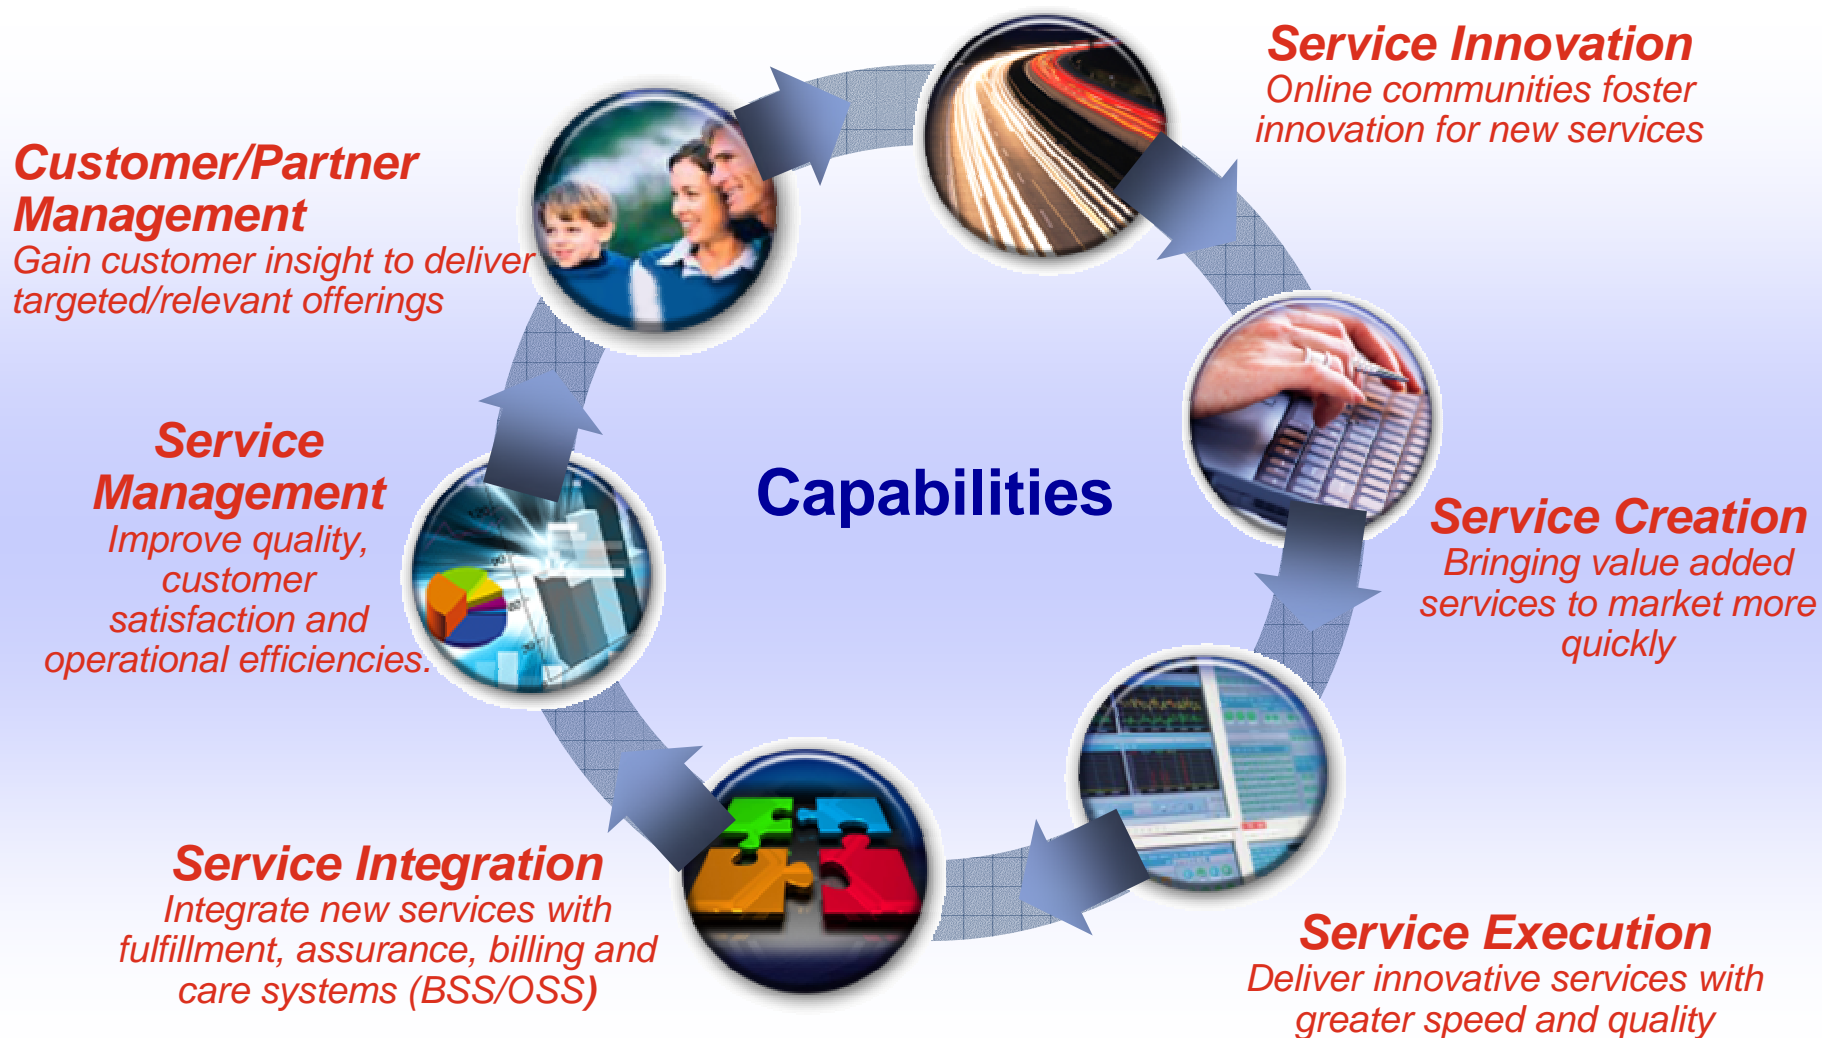 Service Innovation
Online communities foster
innovation for new services
Customer/Partner
Management
Gain customer insight to deliver
targeted/relevant offerings
Service
Management
Improve quality,
customer
satisfaction and
operational efficiencies.
Capabilities
Service Creation
Bringing value added
services to market more
quickly
Service Integration
Integrate new services with
fulfillment, assurance, billing and
care systems (BSS/OSS)
Service Execution
Deliver innovative services with
greater speed and quality